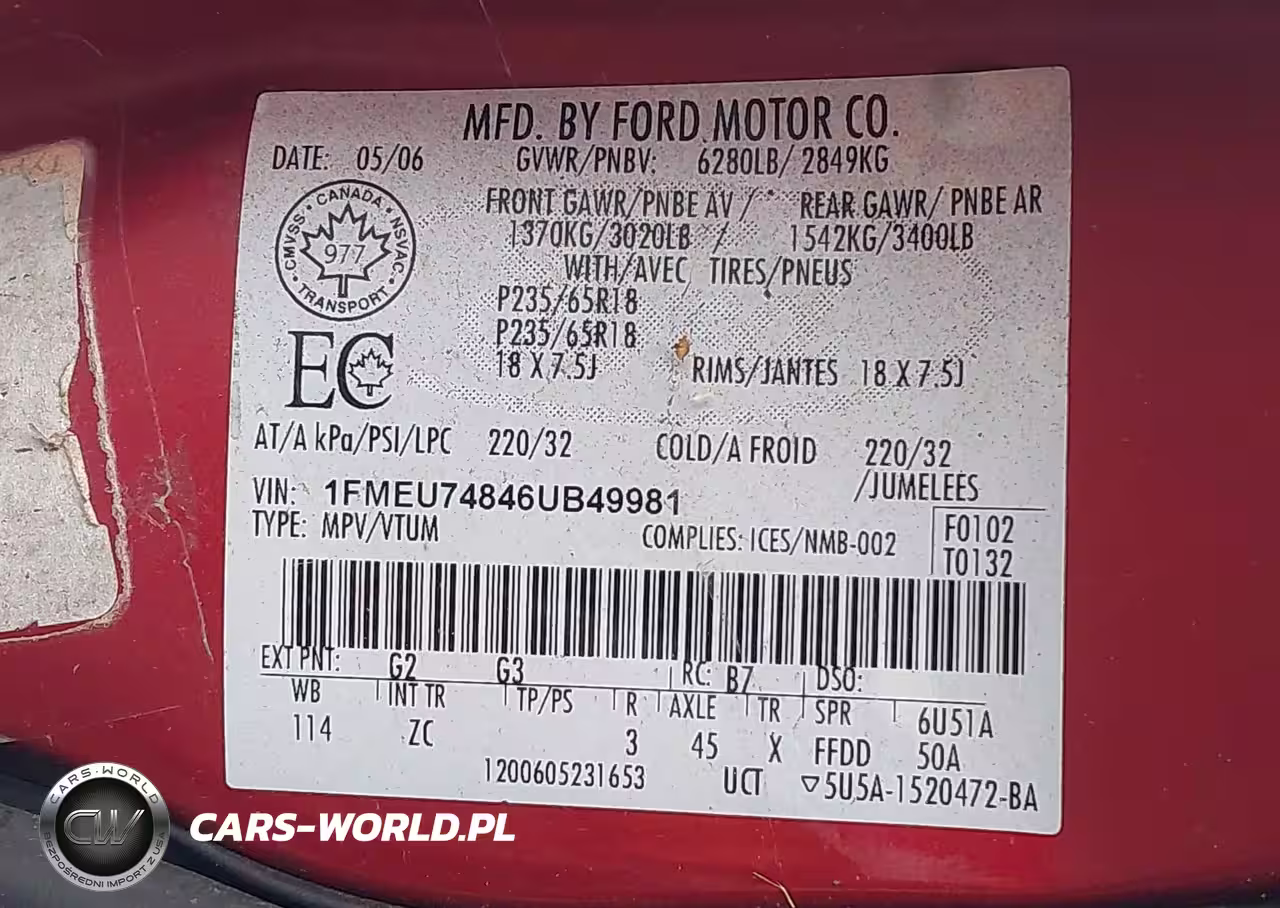 MFD. BY FORD MOTOR CO.
DATE: 05/06 GVWR/PNBV: 6280LB/ 2849KG
FRONT GAWR/PNBE AV / REAR GAWR/ PNBE AR
1370KG/3020LB / 1542KG/3400LB
WITH/AVEC TIRES/PNEUS
P235/65R18
P235/65R18
18 X 7.5J RIMS/JANTES 18 X 7.5J
CANADA
CMVSS NSVAC
977
TRANSPORT
EC
AT/A kPa/PSI/LPC 220/32 COLD/A FROID 220/32
/JUMELEES
VIN: 1FMEU74846UB49981
TYPE: MPV/VTUM COMPLIES: ICES/NMB-002
F0102
T0132
EXT PNT: G2 G3 RC: B7 DSO:
WB INT TR TP/PS R AXLE TR SPR 6U51A
114 ZC 3 45 X FFDD 50A
1200605231653 UCT ▽5U5A-1520472-BA
CARS-WORLD
CW
BEZPOŚREDNI IMPORT Z USA
CARS-WORLD.PL